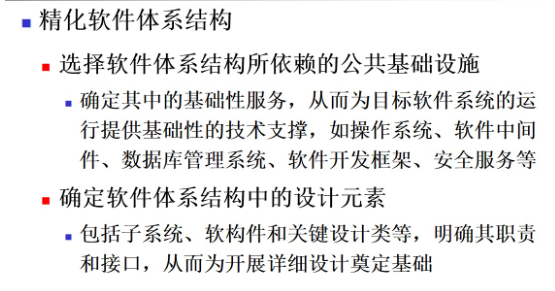 精化软件体系结构
选择软件体系结构所依赖的公共基础设施
确定其中的基础性服务，从而为目标软件系统的运
行提供基础性的技术支撑，如操作系统、软件中间
件、数据库管理系统、软件开发框架、安全服务等
确定软件体系结构中的设计元素
包括子系统、软构件和关键设计类等，明确其职责
和接口，从而为开展详细设计奠定基础